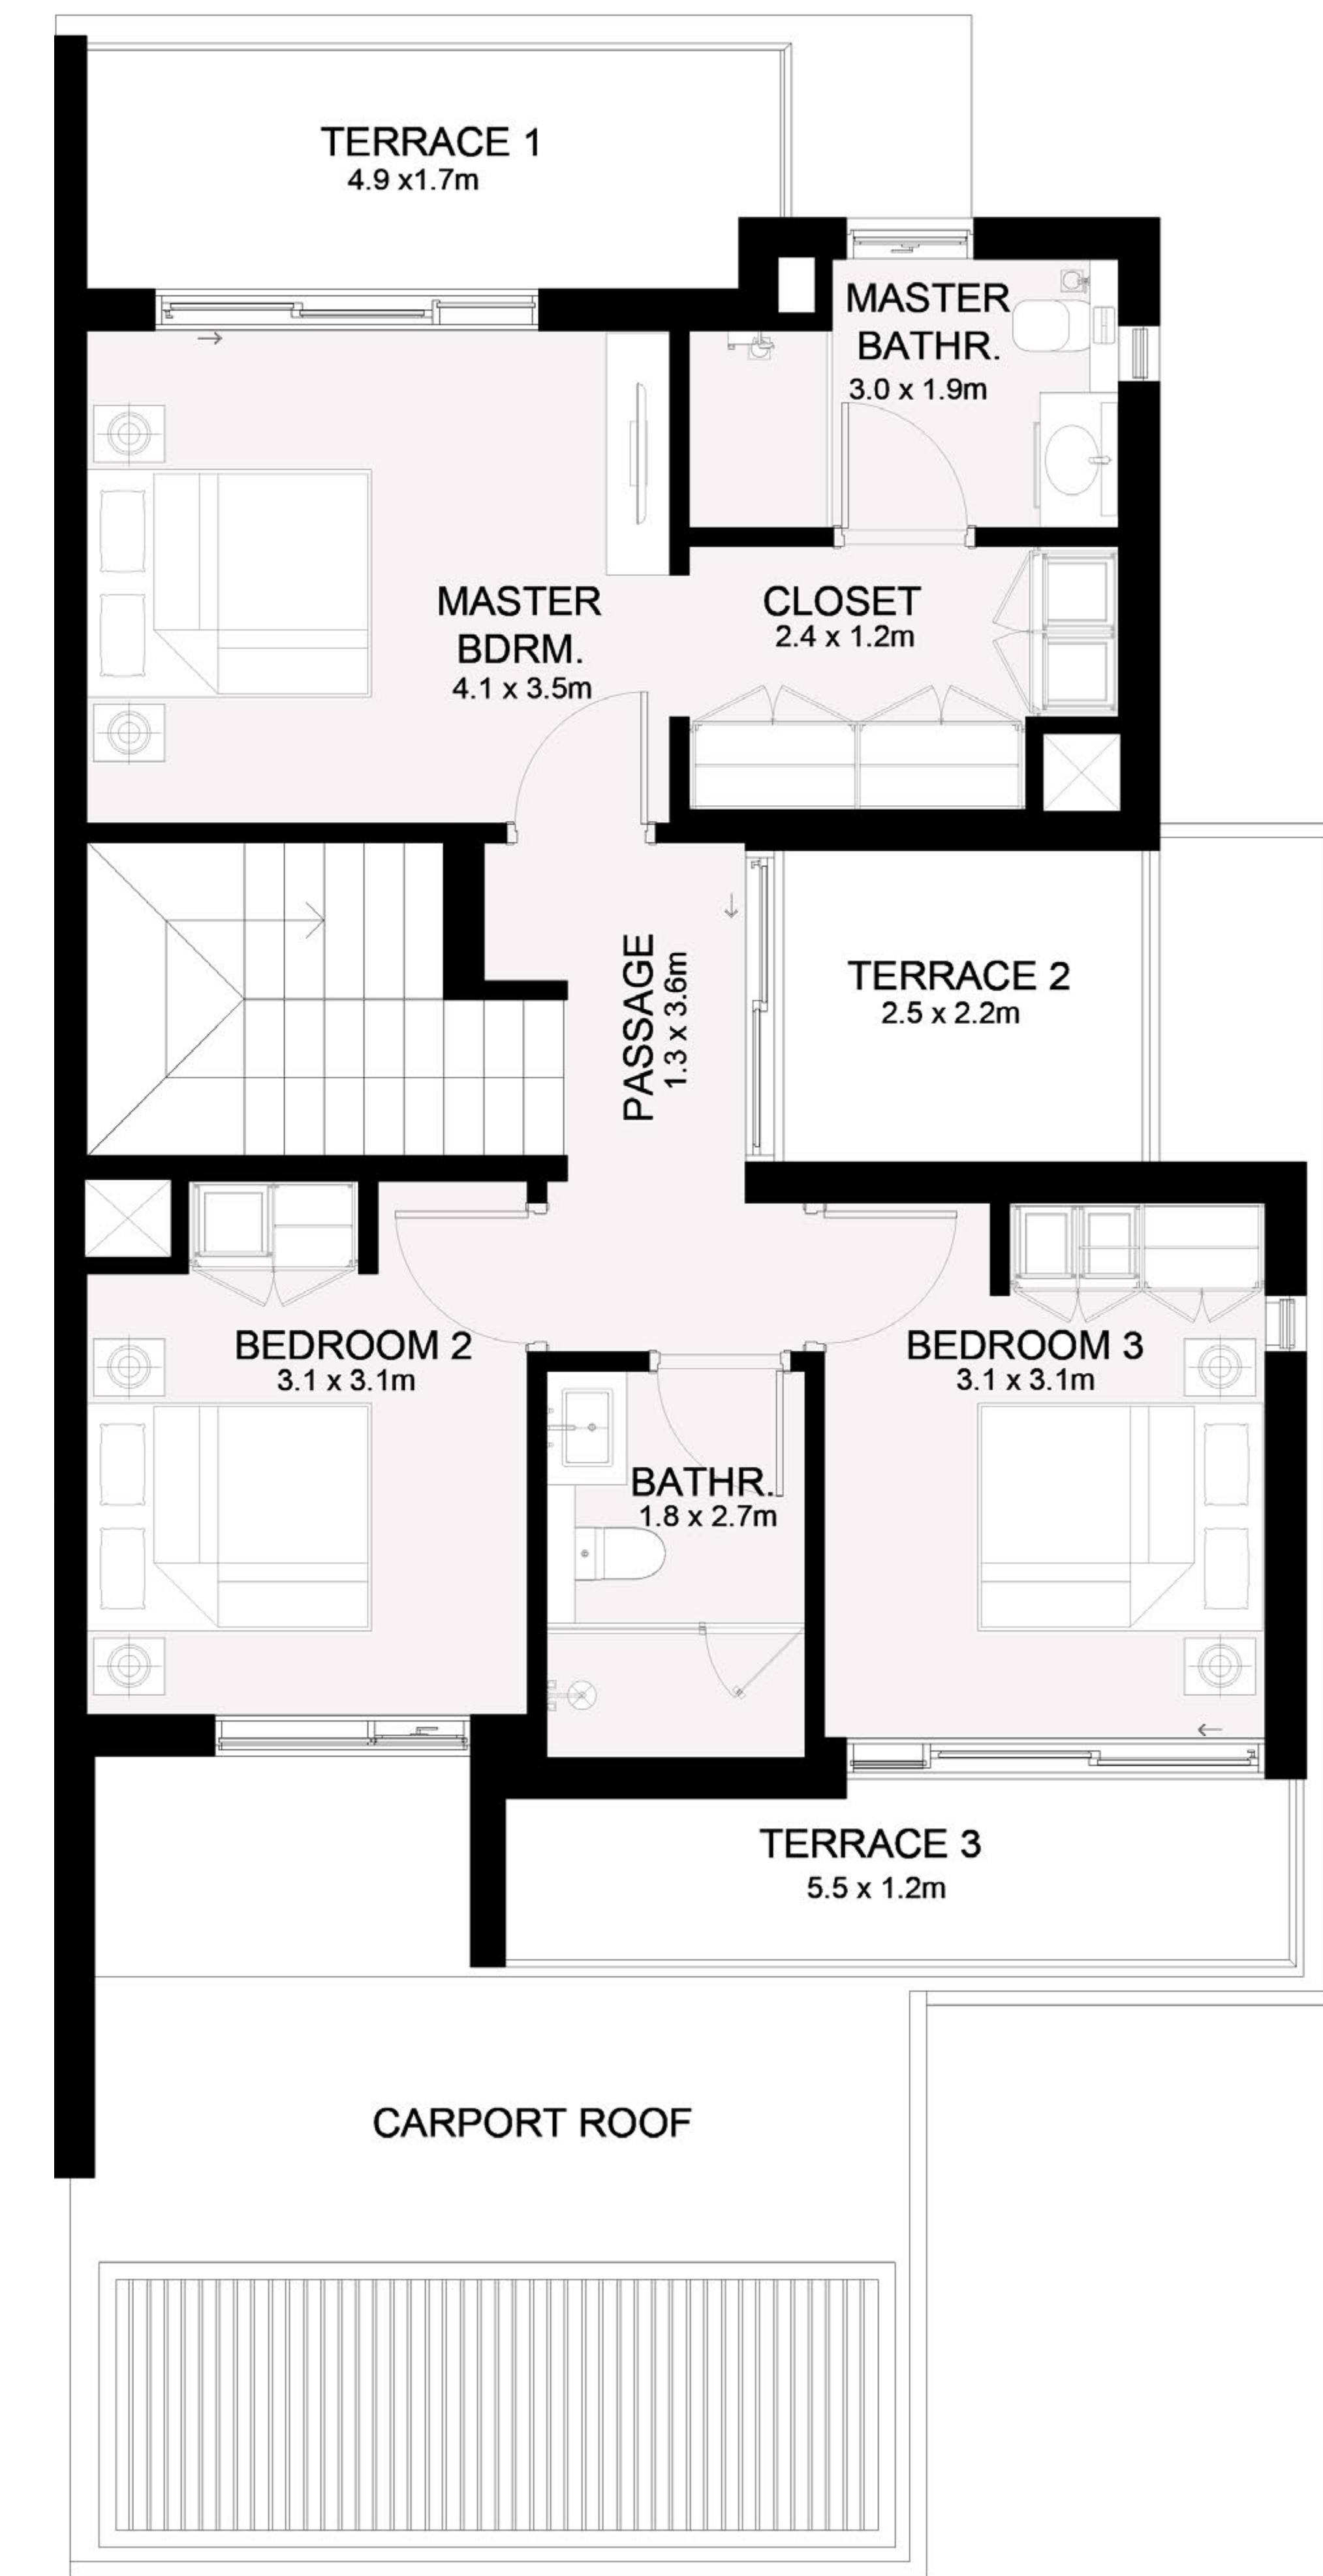 TERRACE 1
4.9 x1.7m
MASTER
BATHR.
3.0 x 1.9m
MASTER
BDRM.
4.1 x 3.5m
CLOSET
2.4 x 1.2m
PASSAGE
1.3 x 3.6m
TERRACE 2
2.5 x 2.2m
BEDROOM 2
3.1 x 3.1m
BEDROOM 3
3.1 x 3.1m
BATHR.
1.8 x 2.7m
TERRACE 3
5.5 x 1.2m
CARPORT ROOF